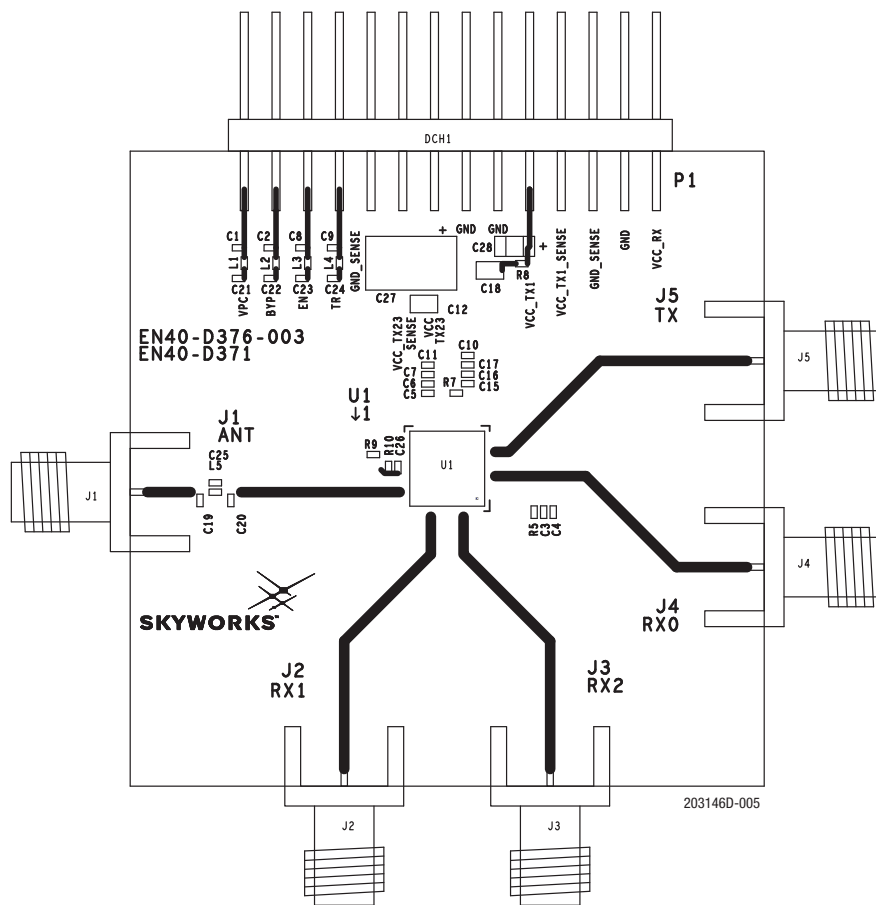 DCH1
P1
C1
C2
C8
C9
L1
L2
L3
L4
C21
C22
C23
C24
VPC
BYP
EN
TR
GND_SENSE
+ GND
GND
C28
+
C18
R8
VCC_TX1
VCC_TX1_SENSE
GND_SENSE
GND
VCC_RX
C27
C12
VCC_TX23
SENSE
VCC
TX23
EN40-D376-003
EN40-D371
J5
TX
J5
C10
C11
C17
C7
C16
C6
R7
C15
C5
U1
↓1
J1
ANT
R9
R10
C26
U1
C25
L5
J1
C19
C20
R5
C3
C4
J4
J4
RX0
SKYWORKS™
J2
RX1
J3
RX2
203146D-005
J2
J3